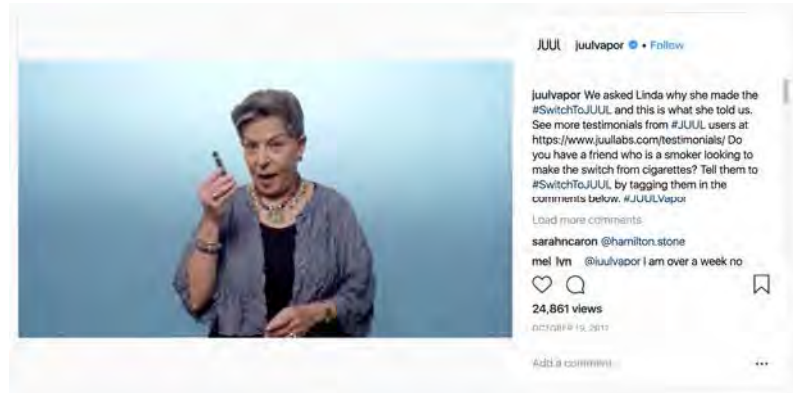 JUUL juulvapor • Follow
juulvapor We asked Linda why she made the
#SwitchToJUUL and this is what she told us.
See more testimonials from #JUUL users at
https://www.juullabs.com/testimonials/ Do
you have a friend who is a smoker looking to
make the switch from cigarettes? Tell them to
#SwitchToJUUL by tagging them in the
comments below. #JUULVapor
Load more comments
sarahncaron @hamilton.stone
mel lyn @juulvapor I am over a week no
24,861 views
OCTOBER 19, 2017
Add a comment